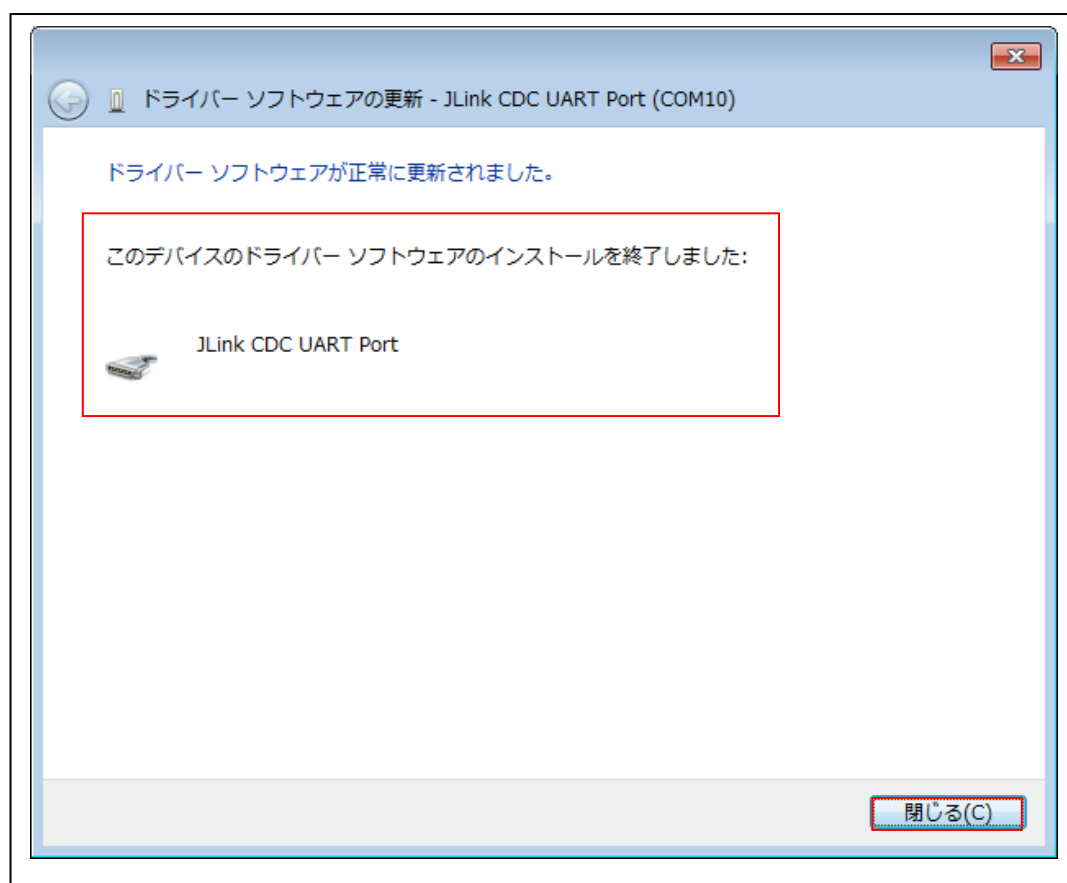 ドライバー ソフトウェアの更新 - JLink CDC UART Port (COM10)
ドライバー ソフトウェアが正常に更新されました。
このデバイスのドライバー ソフトウェアのインストールを終了しました:
JLink CDC UART Port
閉じる(C)